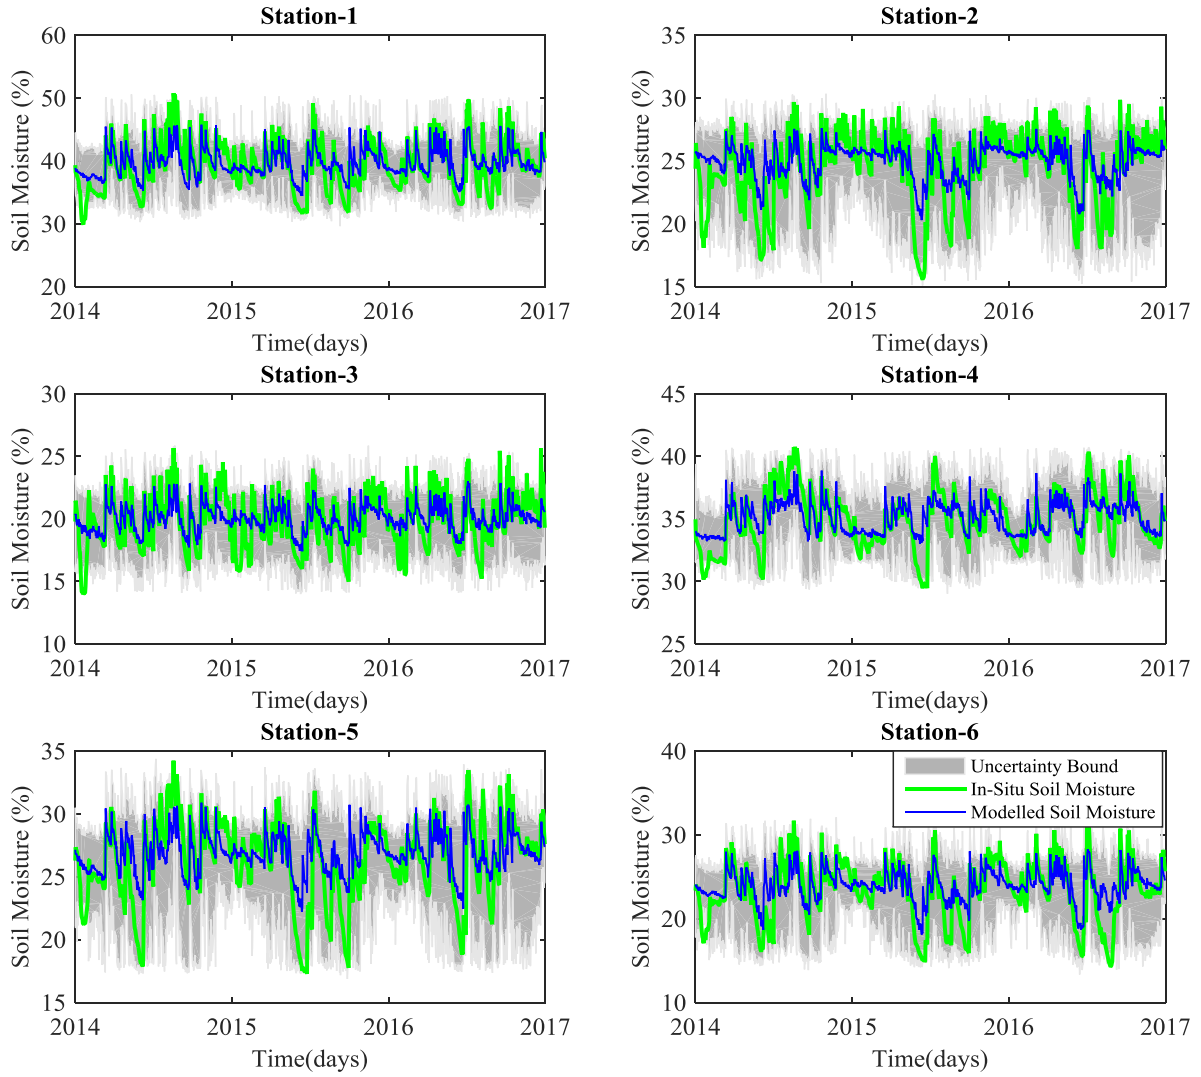 Station-1
60
50
40
30
20
Soil Moisture (%)
2014 2015 2016 2017
Time(days)
Station-2
35
30
25
20
15
Soil Moisture (%)
2014 2015 2016 2017
Time(days)
Station-3
30
25
20
15
10
Soil Moisture (%)
2014 2015 2016 2017
Time(days)
Station-4
45
40
35
30
25
Soil Moisture (%)
2014 2015 2016 2017
Time(days)
Station-5
35
30
25
20
15
Soil Moisture (%)
2014 2015 2016 2017
Time(days)
Station-6
40
30
20
10
Soil Moisture (%)
Uncertainty Bound
In-Situ Soil Moisture
Modelled Soil Moisture
2014 2015 2016 2017
Time(days)